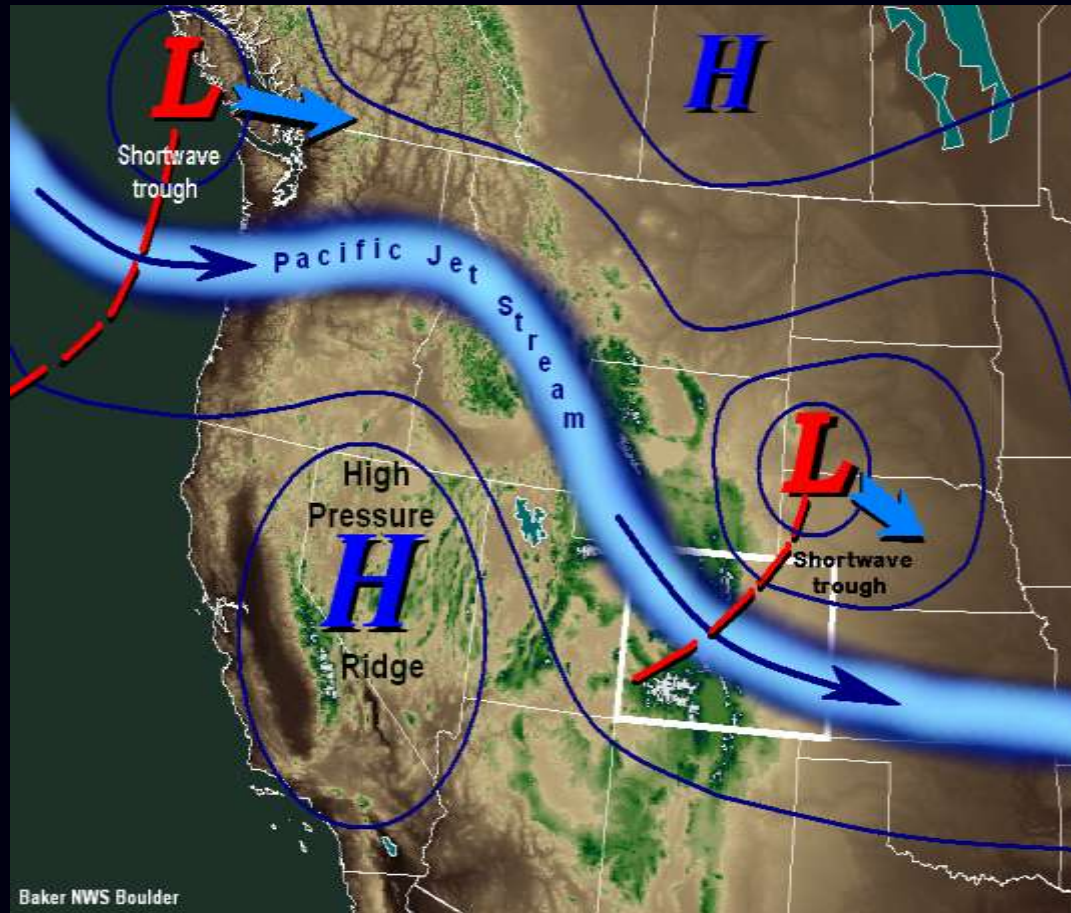 L
H
Shortwave
trough
Pacific Jet Stream
L
High
Pressure
H
Ridge
Shortwave
trough
Baker NWS Boulder